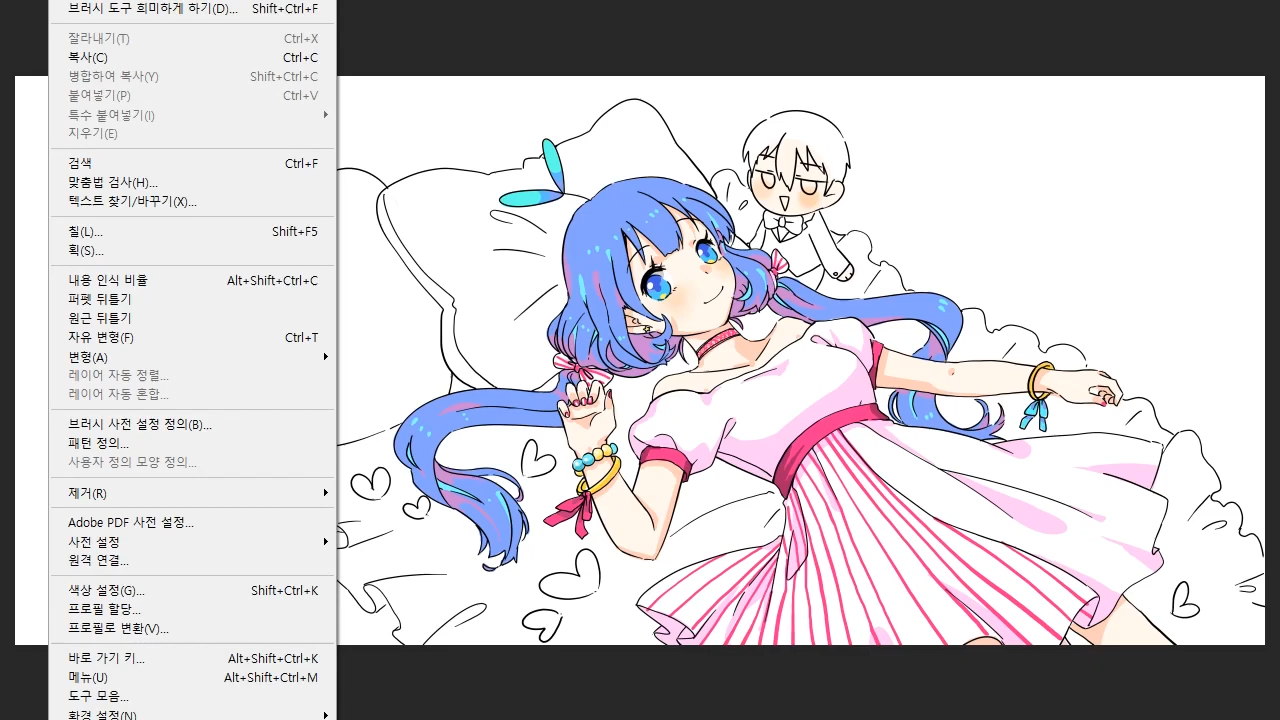 브러시 도구 희미하게 하기(D)... Shift+Ctrl+F
잘라내기(T) Ctrl+X
복사(C) Ctrl+C
병합하여 복사(Y) Shift+Ctrl+C
붙여넣기(P) Ctrl+V
특수 붙여넣기(I)
지우기(E)
검색 Ctrl+F
맞춤법 검사(H)...
텍스트 찾기/바꾸기(X)...
칠(L)... Shift+F5
획(S)...
내용 인식 비율 Alt+Shift+Ctrl+C
퍼펫 뒤틀기
원근 뒤틀기
자유 변형(F) Ctrl+T
변형(A)
레이어 자동 정렬...
레이어 자동 혼합...
브러시 사전 설정 정의(B)...
패턴 정의...
사용자 정의 모양 정의...
제거(R)
Adobe PDF 사전 설정...
사전 설정
원격 연결...
색상 설정(G)... Shift+Ctrl+K
프로필 할당...
프로필로 변환(V)...
바로 가기 키... Alt+Shift+Ctrl+K
메뉴(U) Alt+Shift+Ctrl+M
도구 모음...
환경 설정(N)